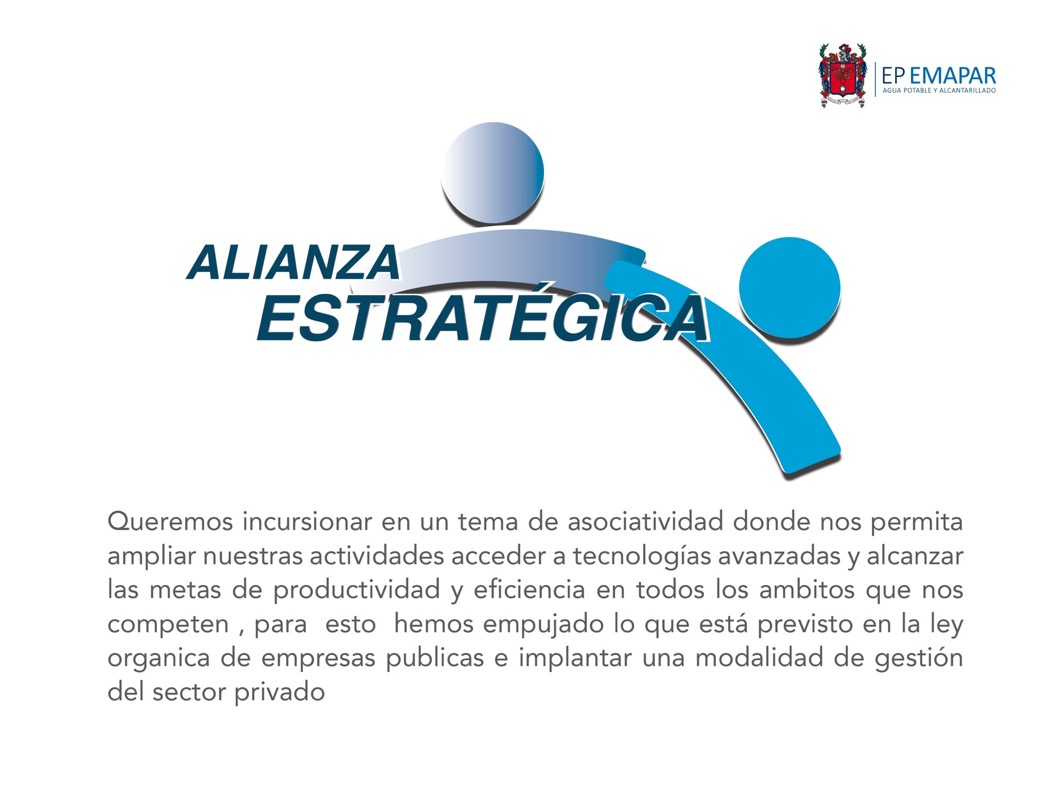 EP EMAPAR
AGUA POTABLE Y ALCANTARILLADO
ALIANZA
ESTRATÉGICA
Queremos incursionar en un tema de asociatividad donde nos permita
ampliar nuestras actividades acceder a tecnologías avanzadas y alcanzar
las metas de productividad y eficiencia en todos los ambitos que nos
competen , para esto hemos empujado lo que está previsto en la ley
organica de empresas publicas e implantar una modalidad de gestión
del sector privado